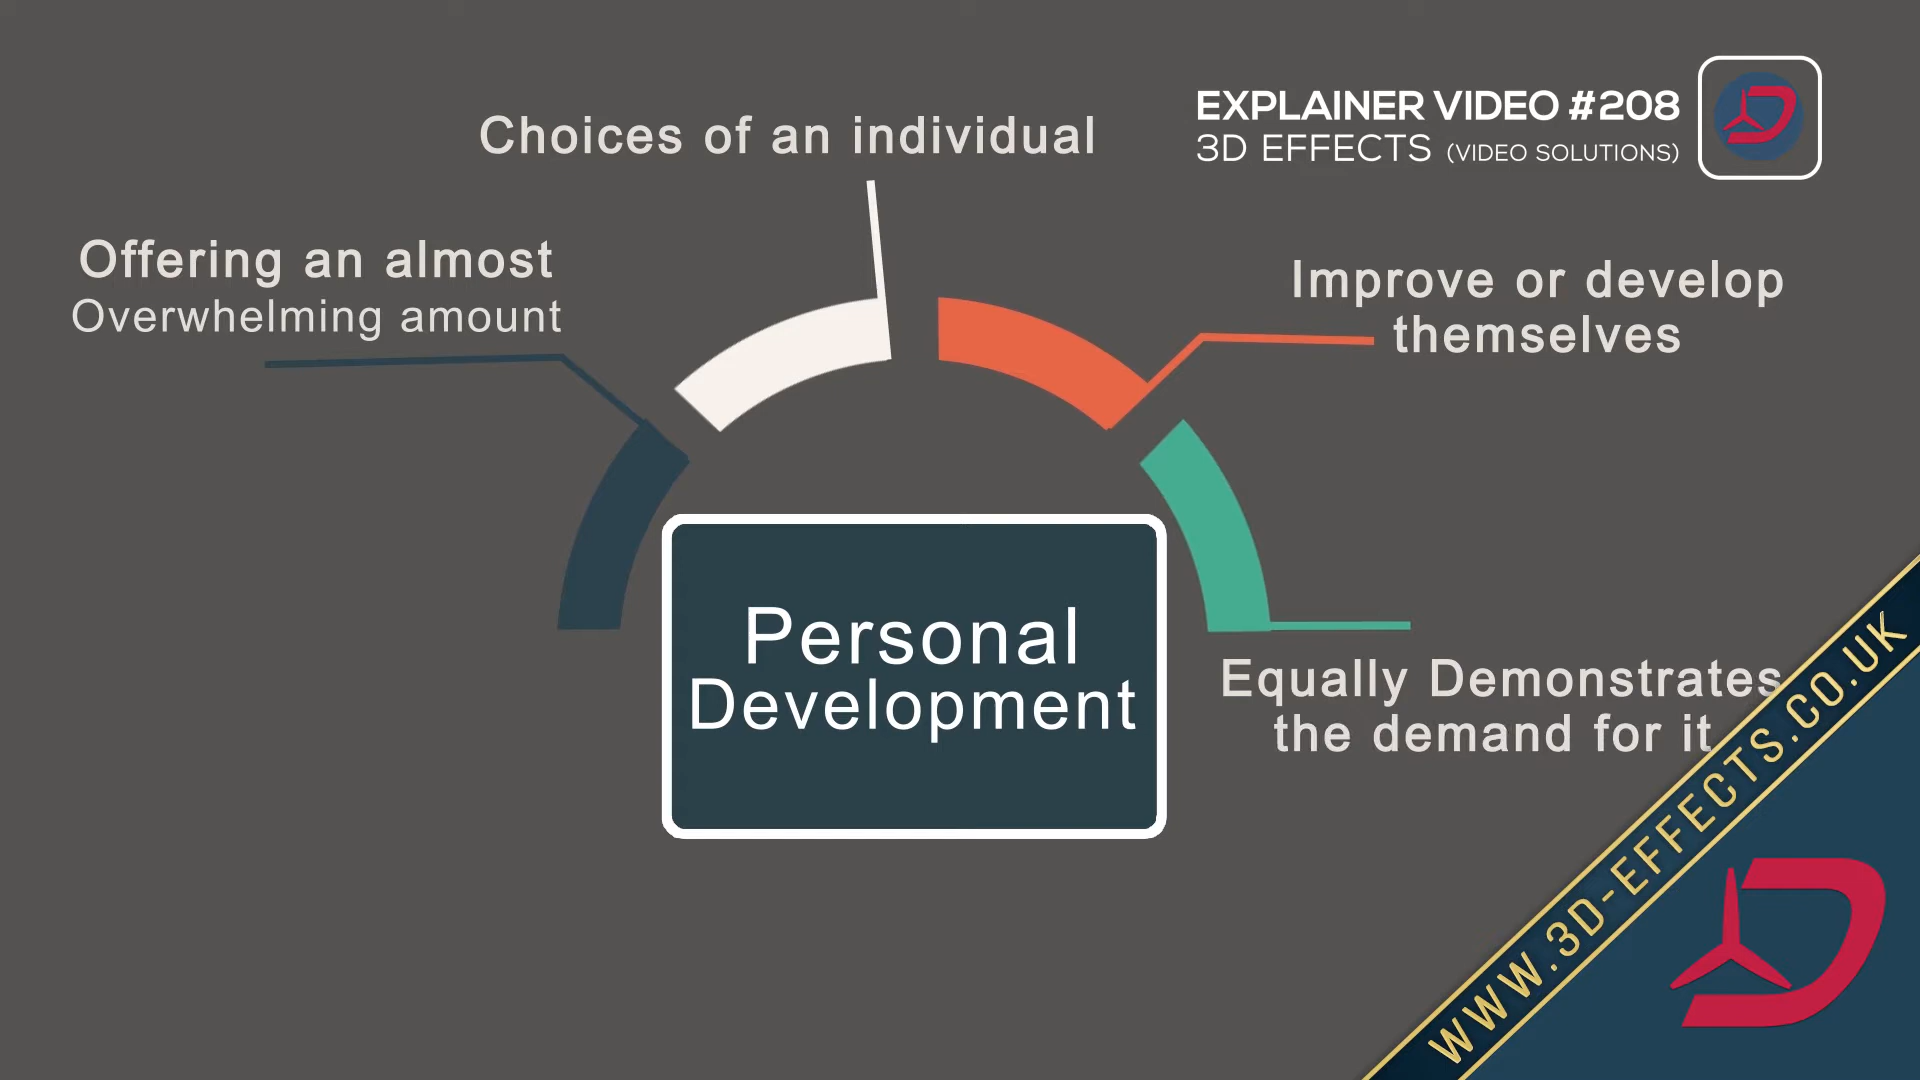 EXPLAINER VIDEO #208
3D EFFECTS (VIDEO SOLUTIONS)
Choices of an individual
Offering an almost
Overwhelming amount
Improve or develop
themselves
Personal
Development
Equally Demonstrates
the demand for it
WWW.3D-EFFECTS.CO.UK